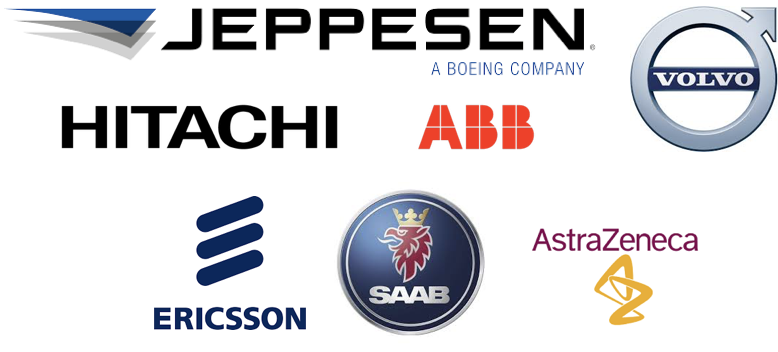 JEPPESEN®
A BOEING COMPANY
VOLVO
HITACHI
ABB
ERICSSON
SAAB
AstraZeneca